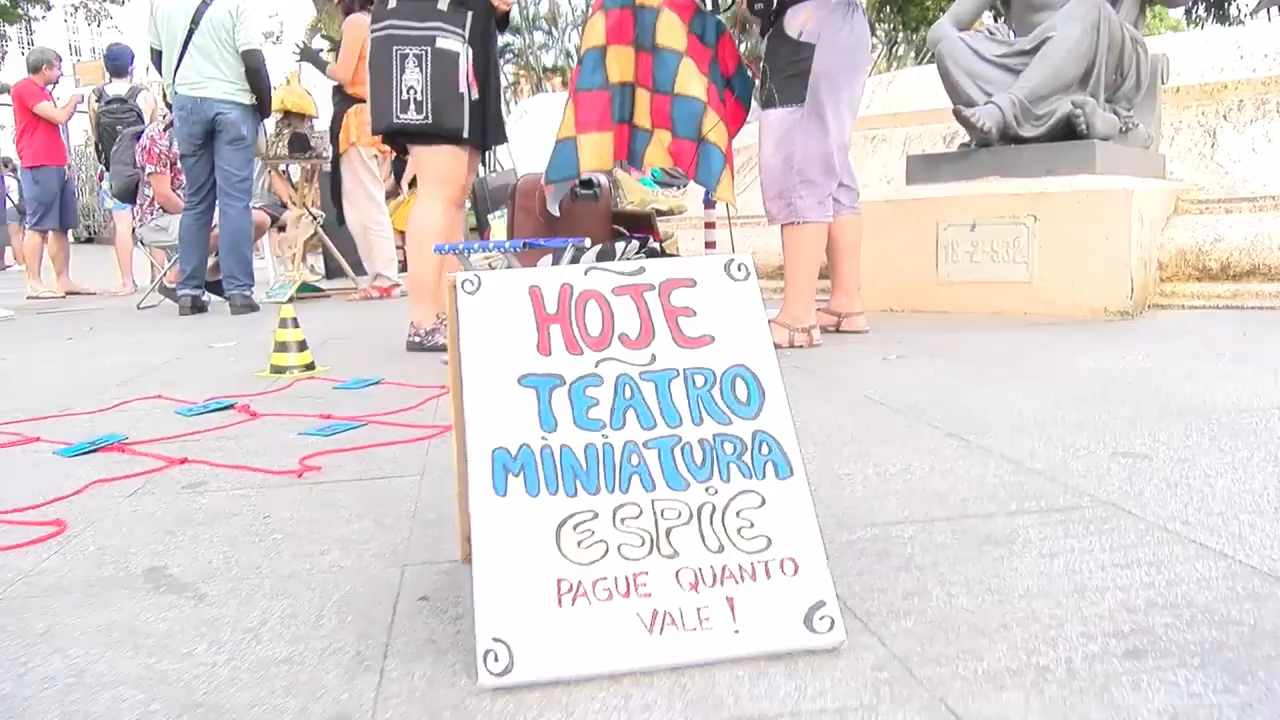 HOJE
TEATRO
MINIATURA
ESPIE
PAGUE QUANTO
VALE!
18-2-932